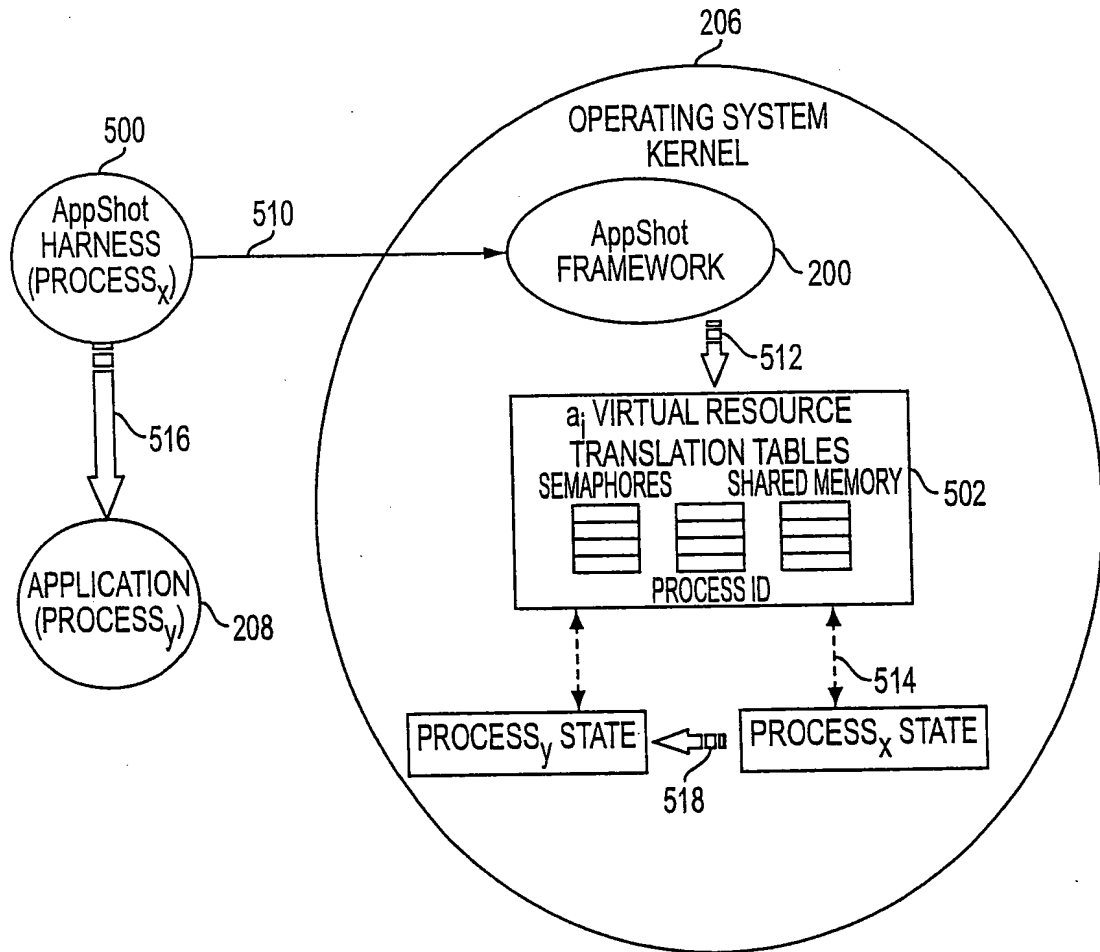 206
OPERATING SYSTEM
KERNEL
500
AppShot
HARNESS
(PROCESSx)
510
AppShot
FRAMEWORK
200
512
516
ai VIRTUAL RESOURCE
TRANSLATION TABLES
SEMAPHORES SHARED MEMORY
502
PROCESS ID
APPLICATION
(PROCESSy)
208
514
PROCESSy STATE
PROCESSx STATE
518